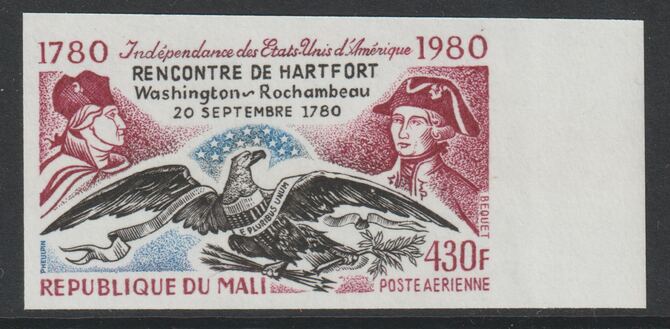 1780 Indépendance des Etats-Unis d'Amérique 1980
RENCONTRE DE HARTFORT
Washington~Rochambeau
20 SEPTEMBRE 1780
E PLURIBUS UNUM
PHEULPIN
BEQUET
430F
REPUBLIQUE DU MALI POSTE AERIENNE